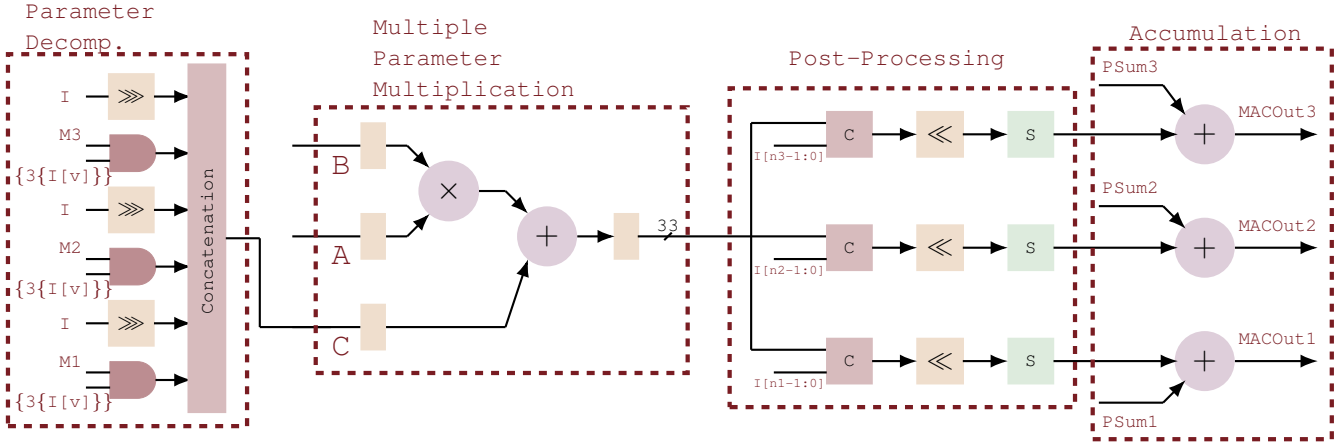 Parameter
Decomp.
I
⋙
M3
{3{I[v]}}
I
⋙
M2
{3{I[v]}}
I
⋙
M1
{3{I[v]}}
Concatenation
Multiple
Parameter
Multiplication
B
A
C
×
+
33
Post-Processing
I[n3-1:0]
C
≪
S
I[n2-1:0]
C
≪
S
I[n1-1:0]
C
≪
S
Accumulation
PSum3
+
MACOut3
PSum2
+
MACOut2
+
MACOut1
PSum1